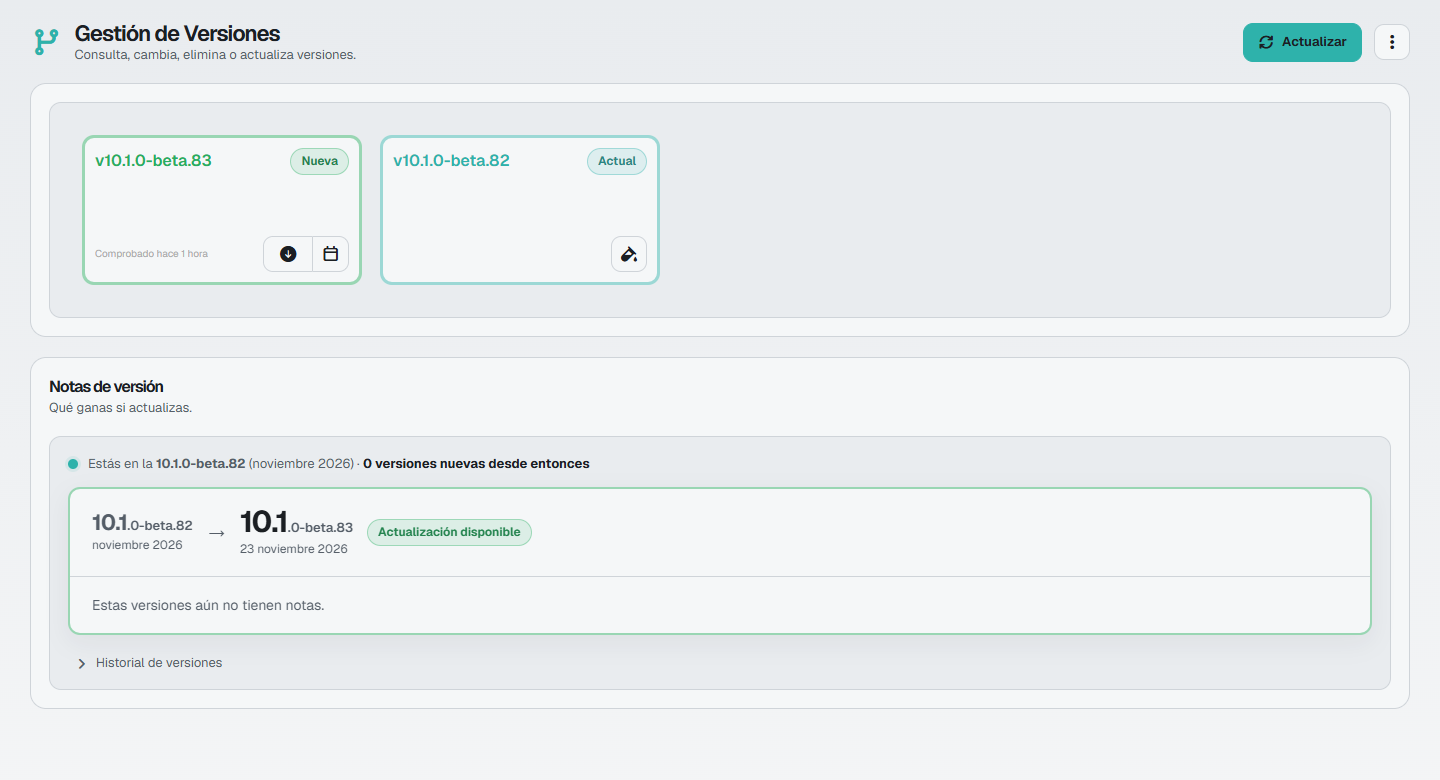 Gestión de Versiones
Consulta, cambia, elimina o actualiza versiones.
Actualizar
v10.1.0-beta.83
Nueva
Comprobado hace 1 hora
v10.1.0-beta.82
Actual
Notas de versión
Qué ganas si actualizas.
Estás en la 10.1.0-beta.82 (noviembre 2026) · 0 versiones nuevas desde entonces
10.1.0-beta.82
noviembre 2026
→
10.1.0-beta.83
23 noviembre 2026
Actualización disponible
Estas versiones aún no tienen notas.
Historial de versiones